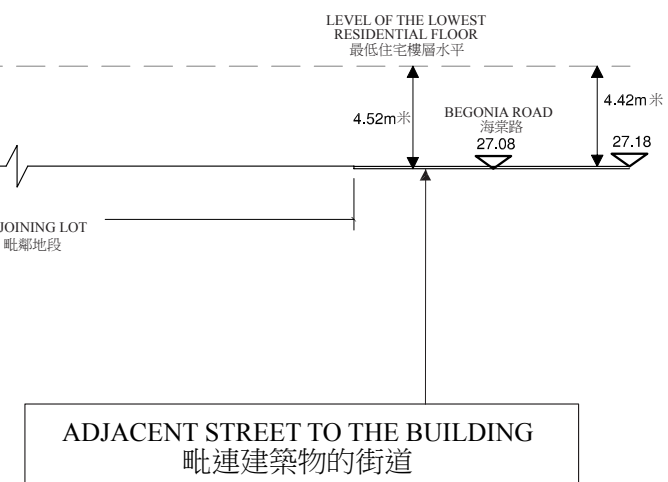 LEVEL OF THE LOWEST
RESIDENTIAL FLOOR
最低住宅樓層水平
4.52m米
BEGONIA ROAD
海棠路
27.08
4.42m米
27.18
JOINING LOT
毗鄰地段
ADJACENT STREET TO THE BUILDING
毗連建築物的街道